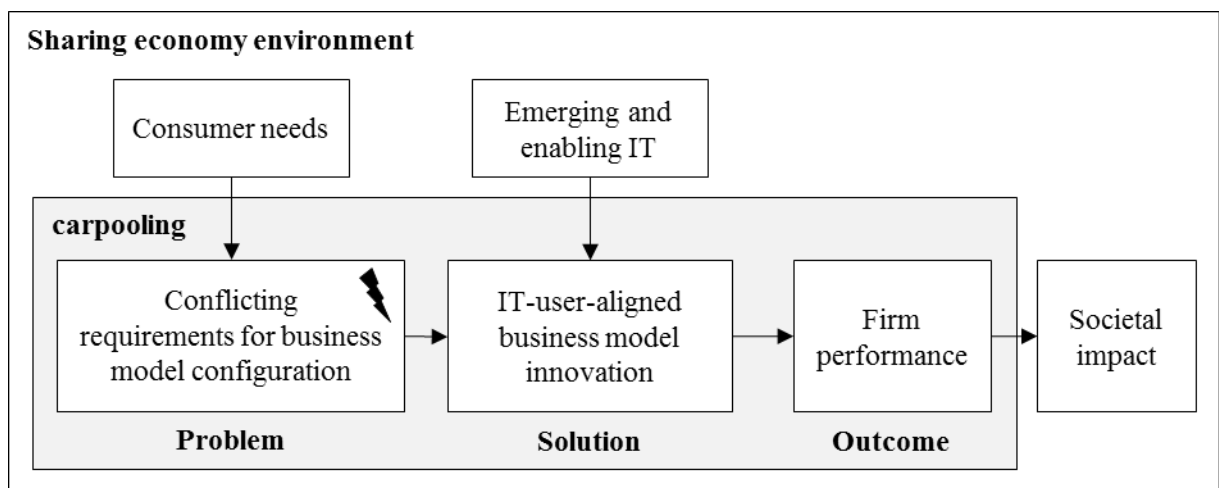 Sharing economy environment
Consumer needs
Emerging and
enabling IT
carpooling
Conflicting
requirements for business
model configuration
IT-user-aligned
business model
innovation
Firm
performance
Societal
impact
Problem
Solution
Outcome